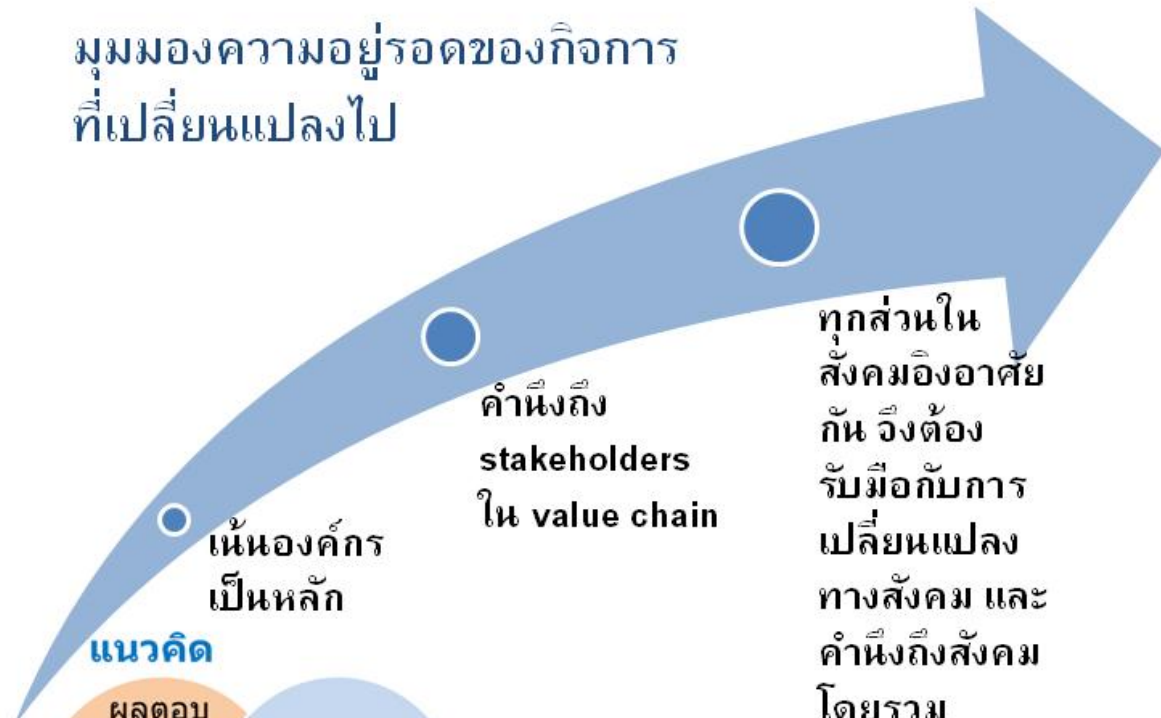 มุมมองความอยู่รอดของกิจการ
ที่เปลี่ยนแปลงไป
เน้นองค์กร
เป็นหลัก
คำนึงถึง
stakeholders
ใน value chain
ทุกส่วนใน
สังคมอิงอาศัย
กัน จึงต้อง
รับมือกับการ
เปลี่ยนแปลง
ทางสังคม และ
คำนึงถึงสังคม
โดยรวม
แนวคิด
ผลตอบ